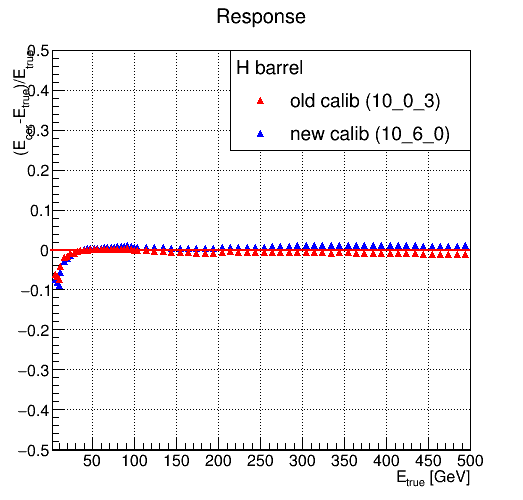 Response
(E_cor-E_true)/E_true
H barrel
old calib (10_0_3)
new calib (10_6_0)
0.5
0.4
0.3
0.2
0.1
0
−0.1
−0.2
−0.3
−0.4
−0.5
50 100 150 200 250 300 350 400 450 500
E_true [GeV]